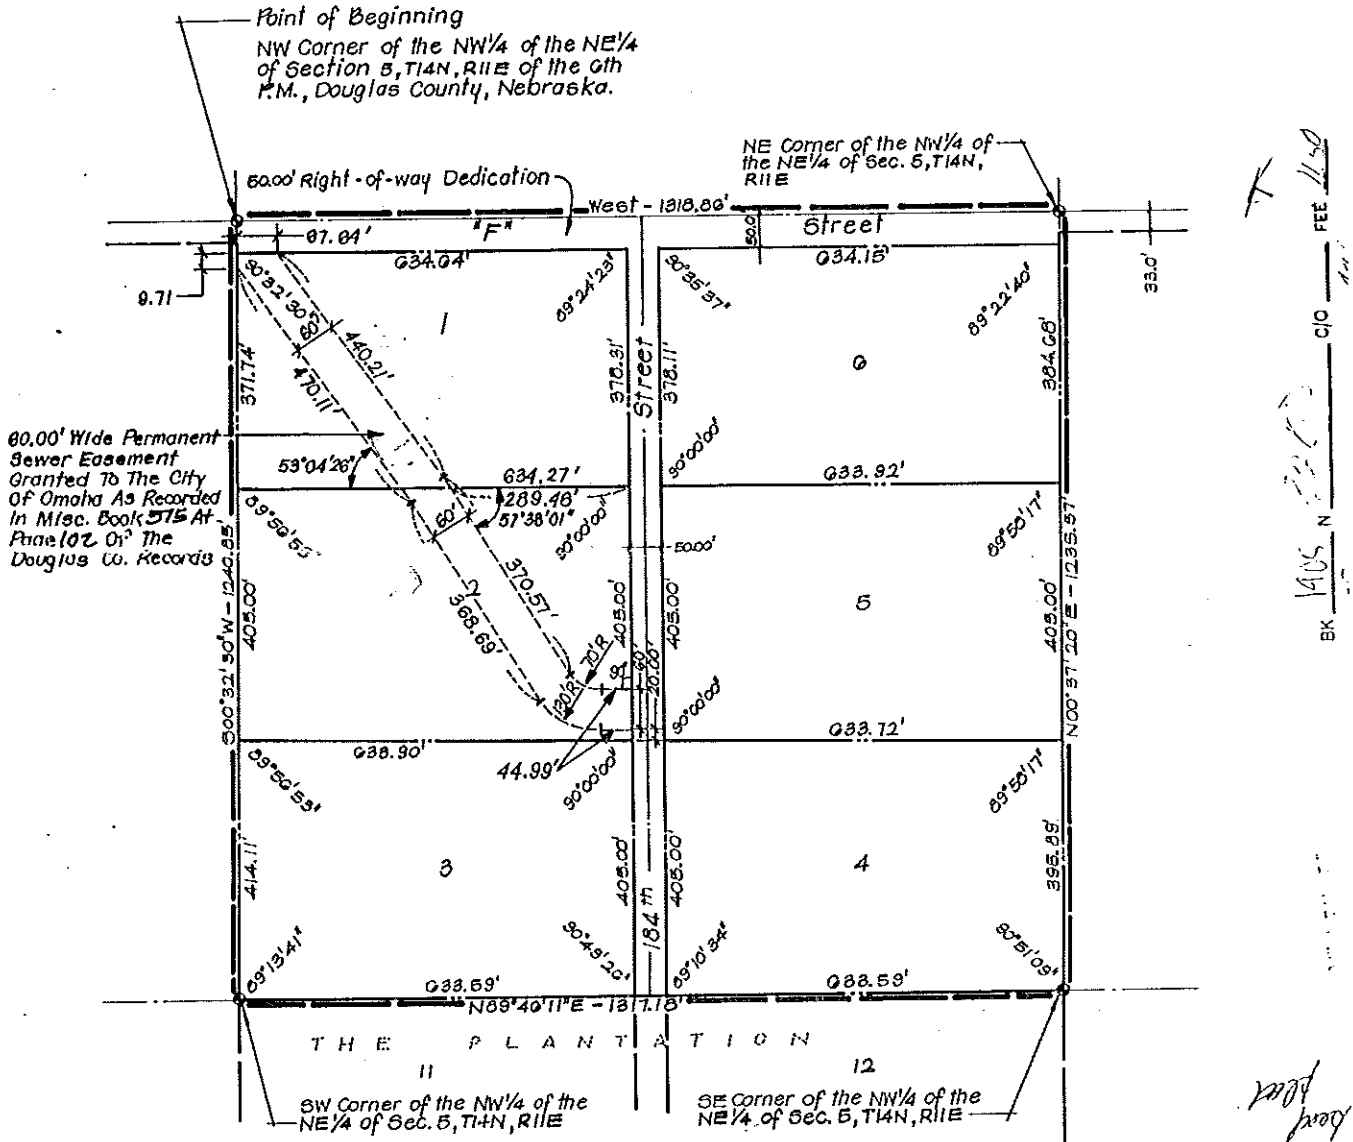 Point of Beginning
NW Corner of the NW¼ of the NE¼
of Section 5, T14N, R11E of the 6th
P.M., Douglas County, Nebraska.
NE Corner of the NW¼ of
the NE¼ of Sec. 5, T14N,
R11E
50.00' Right-of-way Dedication
West - 1318.86'
"F" Street
67.64'
634.64'
50.0'
634.15'
33.0'
9.71
90°32'30"
89°24'23"
90°35'37"
89°22'40"
60'
1
6
440.21'
470.11'
371.74'
378.31'
Street
378.11'
384.68'
60.00' Wide Permanent
Sewer Easement
Granted To The City
Of Omaha As Recorded
In Misc. Book 575 At
Page 102 Of The
Douglas Co. Records
53°04'26"
634.27'
289.48'
57°38'01"
90°00'00"
90°00'00"
633.92'
89°56'53"
89°58'17"
60'
50.00'
370.57'
368.69'
5
S00°32'30"W - 1240.85'
405.00'
405.00'
405.00'
405.00'
N00°37'20"E - 1235.57'
70'R
130'R
60'
20.00'
90°00'00"
638.90'
44.99'
633.72'
89°56'53"
90°00'00"
89°58'17"
414.11'
3
405.00'
405.00'
4
395.89'
184th
89°13'41"
90°49'26"
89°10'34"
90°51'09"
633.59'
633.59'
N89°40'11"E - 1317.18'
THE PLANTATION
11
12
SW Corner of the NW¼ of the
NE¼ of Sec. 5, T14N, R11E
SE Corner of the NW¼ of the
NE¼ of Sec. 5, T14N, R11E
BK 1905 N C/O FEE 11.50